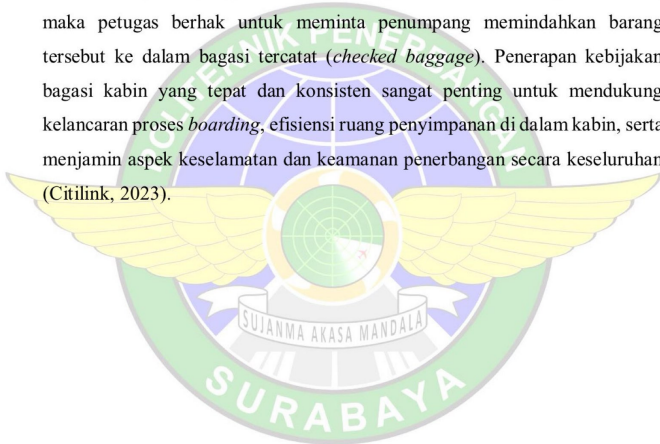 maka petugas berhak untuk meminta penumpang memindahkan barang
tersebut ke dalam bagasi tercatat (checked baggage). Penerapan kebijakan
bagasi kabin yang tepat dan konsisten sangat penting untuk mendukung
kelancaran proses boarding, efisiensi ruang penyimpanan di dalam kabin, serta
menjamin aspek keselamatan dan keamanan penerbangan secara keseluruhan
(Citilink, 2023).
POLITEKNIK PENERBANGAN
SUJANMA AKASA MANDALA
SURABAYA